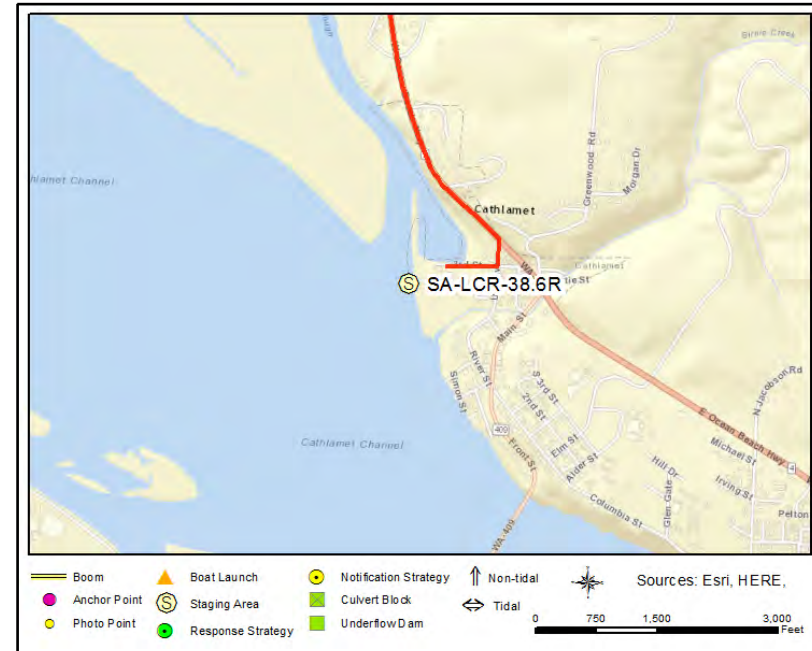 Birnie Creek
Greenwood Rd
Morgan Dr
thlamet Channel
Cathlamet
Cathlamet
SA-LCR-38.6R
Main St
River St
Simon St
S 3rd St
2nd St
Elm St
Alder St
409
Front St
Columbia St
WA-409
Cathlamet Channel
E Ocean Beach Hwy
4
N Jacobson Rd
Michael St
Irving St
Hill Dr
Glen Gate
Pelton
Boom
Boat Launch
Notification Strategy
Non-tidal
Sources: Esri, HERE,
Anchor Point
S Staging Area
Culvert Block
Tidal
Photo Point
Response Strategy
Underflow Dam
0 750 1,500 3,000
Feet